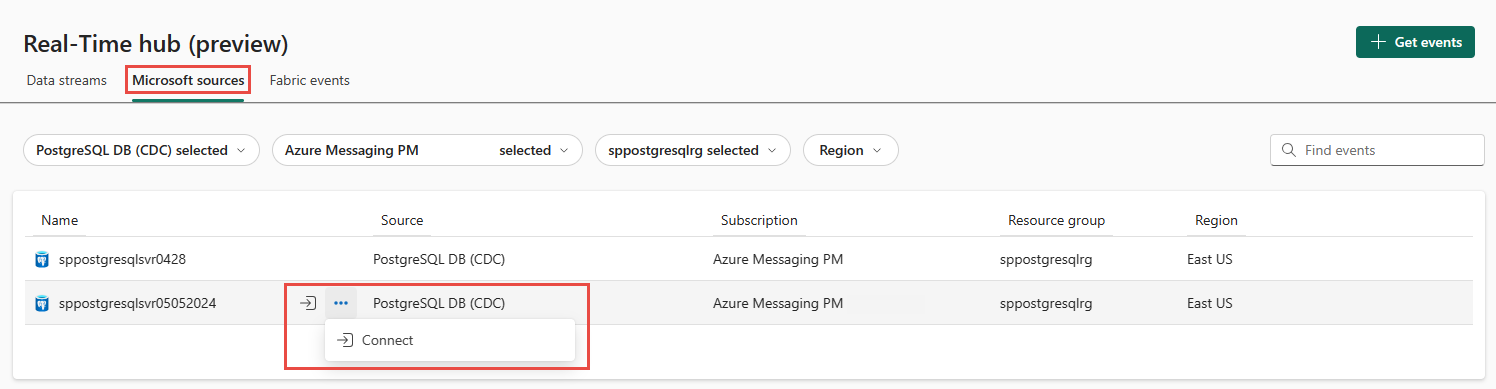 Real-Time hub (preview)
Get events
Data streams Microsoft sources Fabric events
PostgreSQL DB (CDC) selected Azure Messaging PM selected sppostgresqlrg selected Region Find events
Name Source Subscription Resource group Region
sppostgresqlsvr0428 PostgreSQL DB (CDC) Azure Messaging PM sppostgresqlrg East US
sppostgresqlsvr05052024 PostgreSQL DB (CDC) Azure Messaging PM sppostgresqlrg East US
Connect